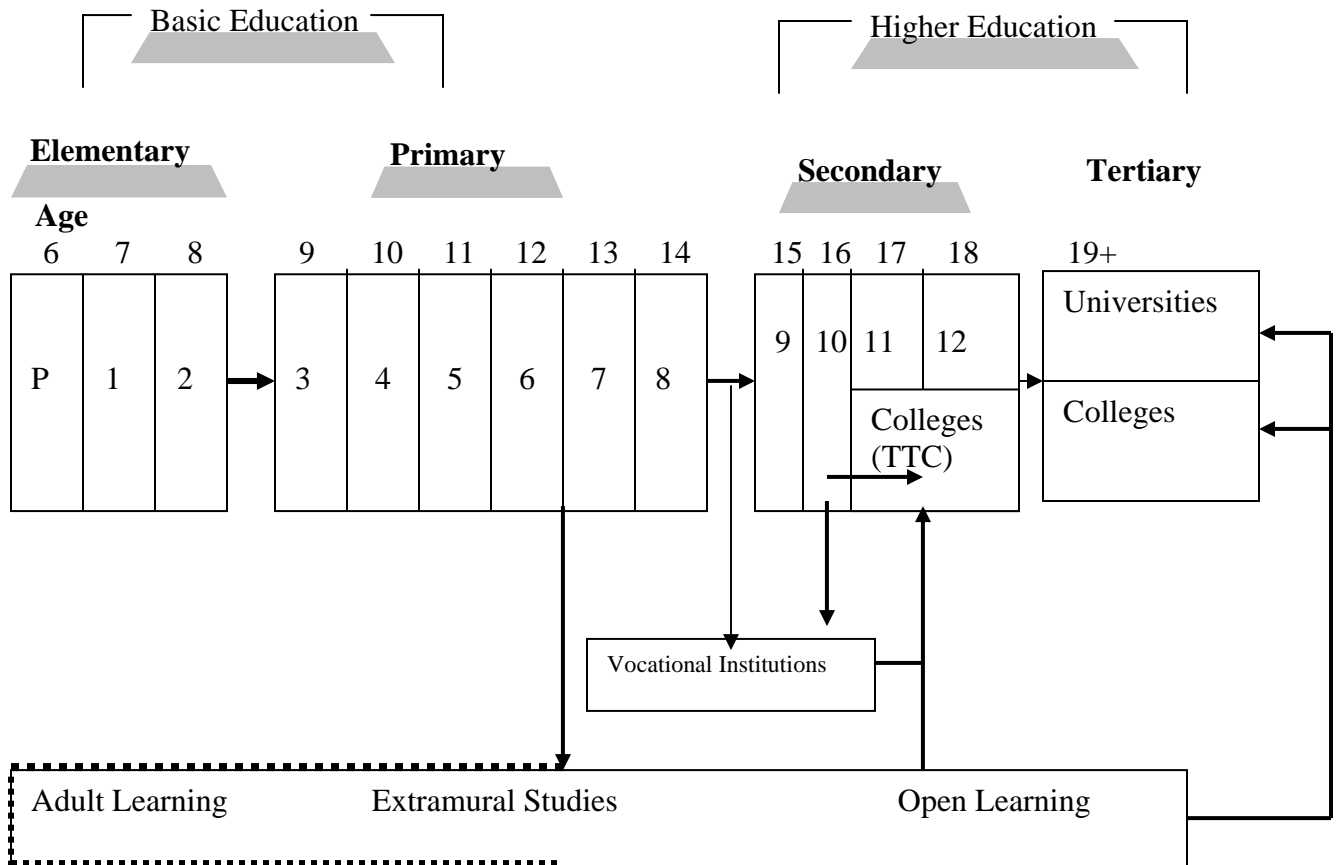 Basic Education
Higher Education
Elementary
Primary
Secondary
Tertiary
Age
6 7 8 9 10 11 12 13 14 15 16 17 18 19+
Universities
P 1 2 3 4 5 6 7 8 9 10 11 12
Colleges
(TTC)
Colleges
Vocational Institutions
Adult Learning Extramural Studies Open Learning